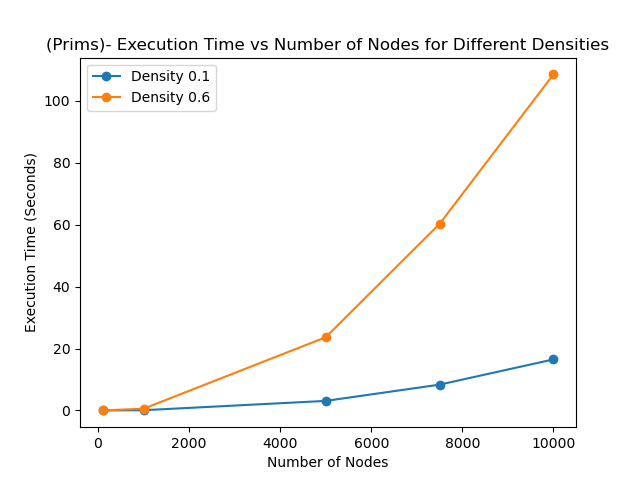 (Prims)- Execution Time vs Number of Nodes for Different Densities
Density 0.1
Density 0.6
Execution Time (Seconds)
100
80
60
40
20
0
0 2000 4000 6000 8000 10000
Number of Nodes